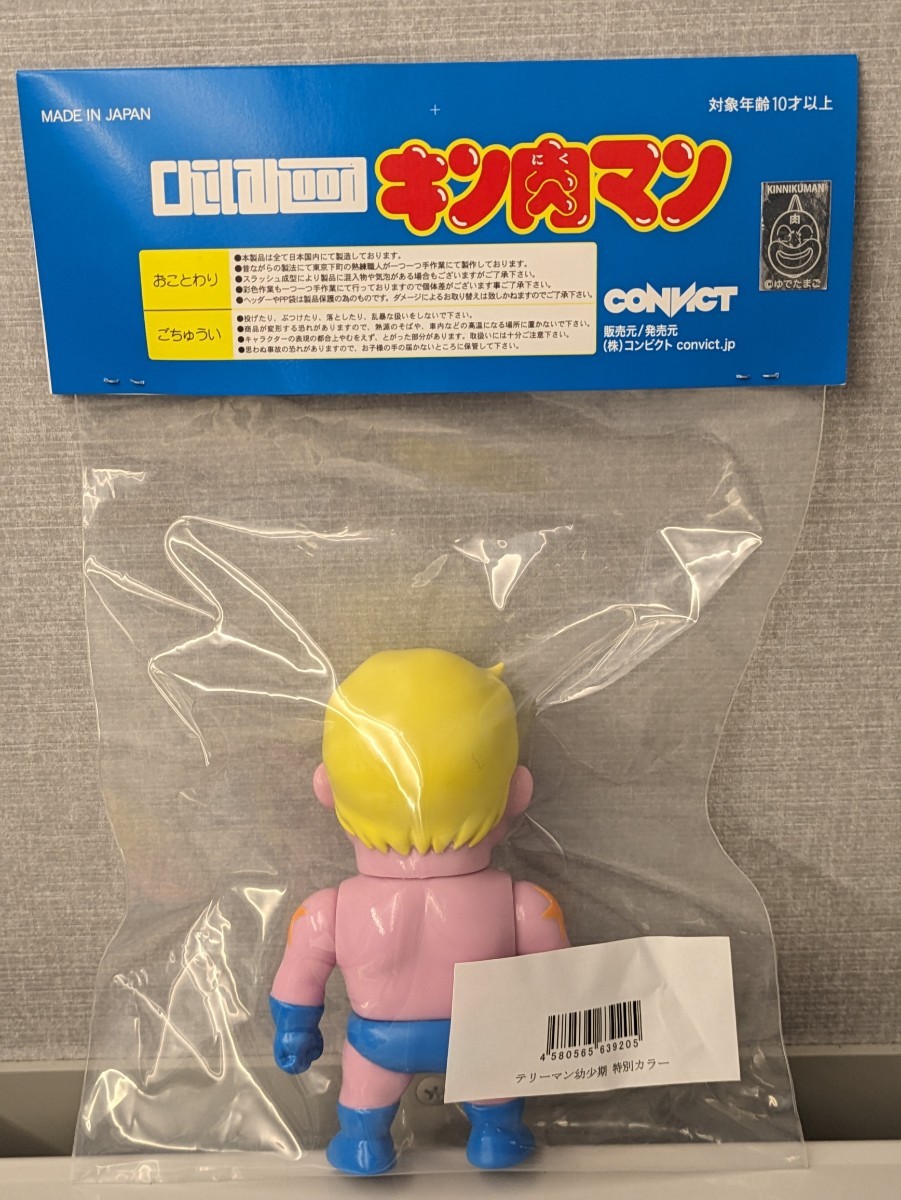 MADE IN JAPAN
対象年齢10才以上
Childhood
キン肉マン
にく
KINNIKUMAN
肉
©ゆでたまご
おことわり
●本製品は全て日本国内にて製造しております。
●昔ながらの製法にて東京下町の熟練職人が一つ一つ手作業にて製作しております。
●スラッシュ成型により製品に混入物や気泡がある場合もございますがご了承下さい。
●彩色作業も一つ一つ手作業にて行っておりますので個体差がございます事ご了承下さい。
●ヘッダーやPP袋は製品保護の為のものです。ダメージによるお取り替えは致しかねますのでご了承下さい。
ごちゅうい
●投げたり、ぶつけたり、落としたり、乱暴な扱いをしないで下さい。
●商品が変形する恐れがありますので、熱源のそばや、車内などの高温になる場所に置かないで下さい。
●キャラクターの表現の都合上やむをえず、とがった部分があります。取扱いには十分ご注意下さい。
●思わぬ事故の恐れがありますので、お子様の手の届かないところに保管して下さい。
CONVICT
販売元/発売元
(株)コンビクト convict.jp
4 580565 639205
テリーマン幼少期 特別カラー